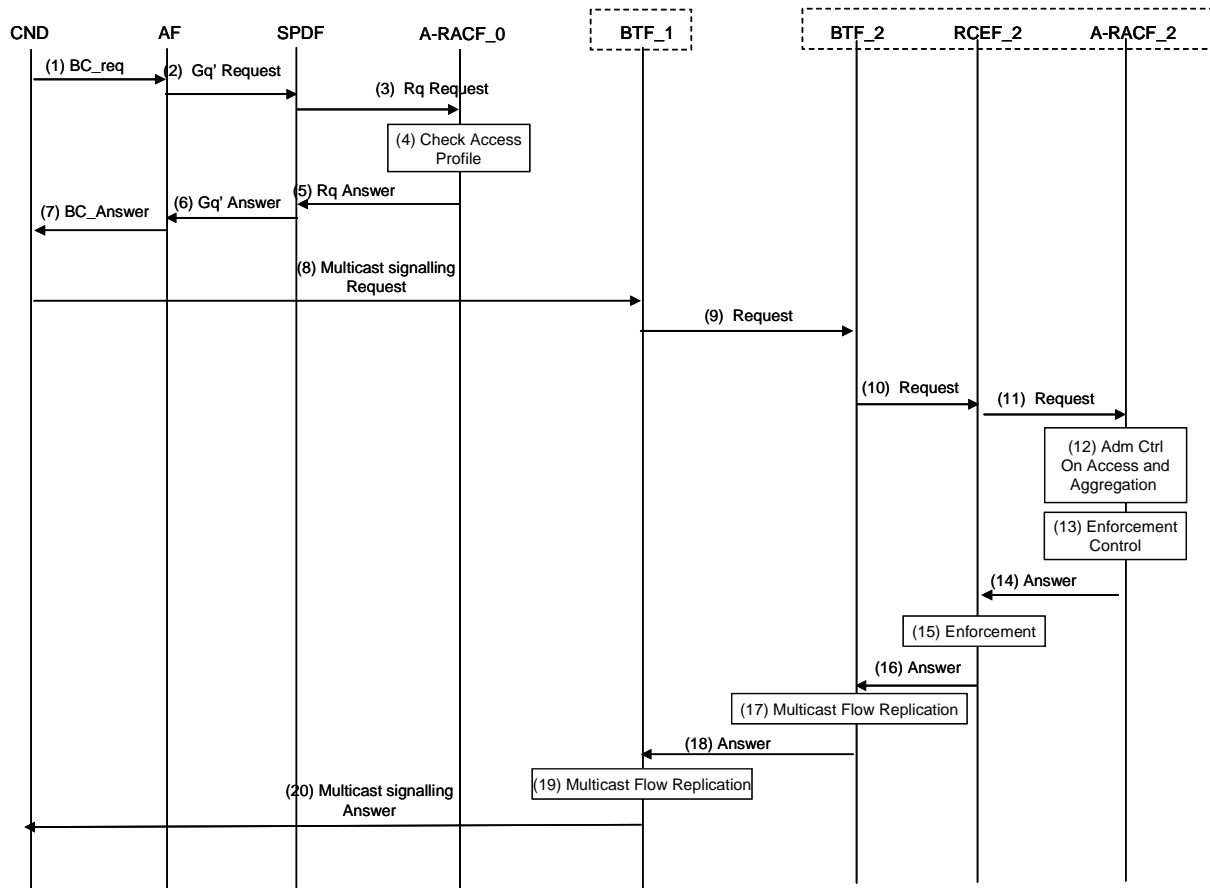 CND AF SPDF A-RACF_0 BTF_1 BTF_2 RCEF_2 A-RACF_2
(1) BC_req
(2) Gq' Request
(3) Rq Request
(4) Check Access
Profile
(5) Rq Answer
(6) Gq' Answer
(7) BC_Answer
(8) Multicast signalling
Request
(9) Request
(10) Request
(11) Request
(12) Adm Ctrl
On Access and
Aggregation
(13) Enforcement
Control
(14) Answer
(15) Enforcement
(16) Answer
(17) Multicast Flow Replication
(18) Answer
(19) Multicast Flow Replication
(20) Multicast signalling
Answer